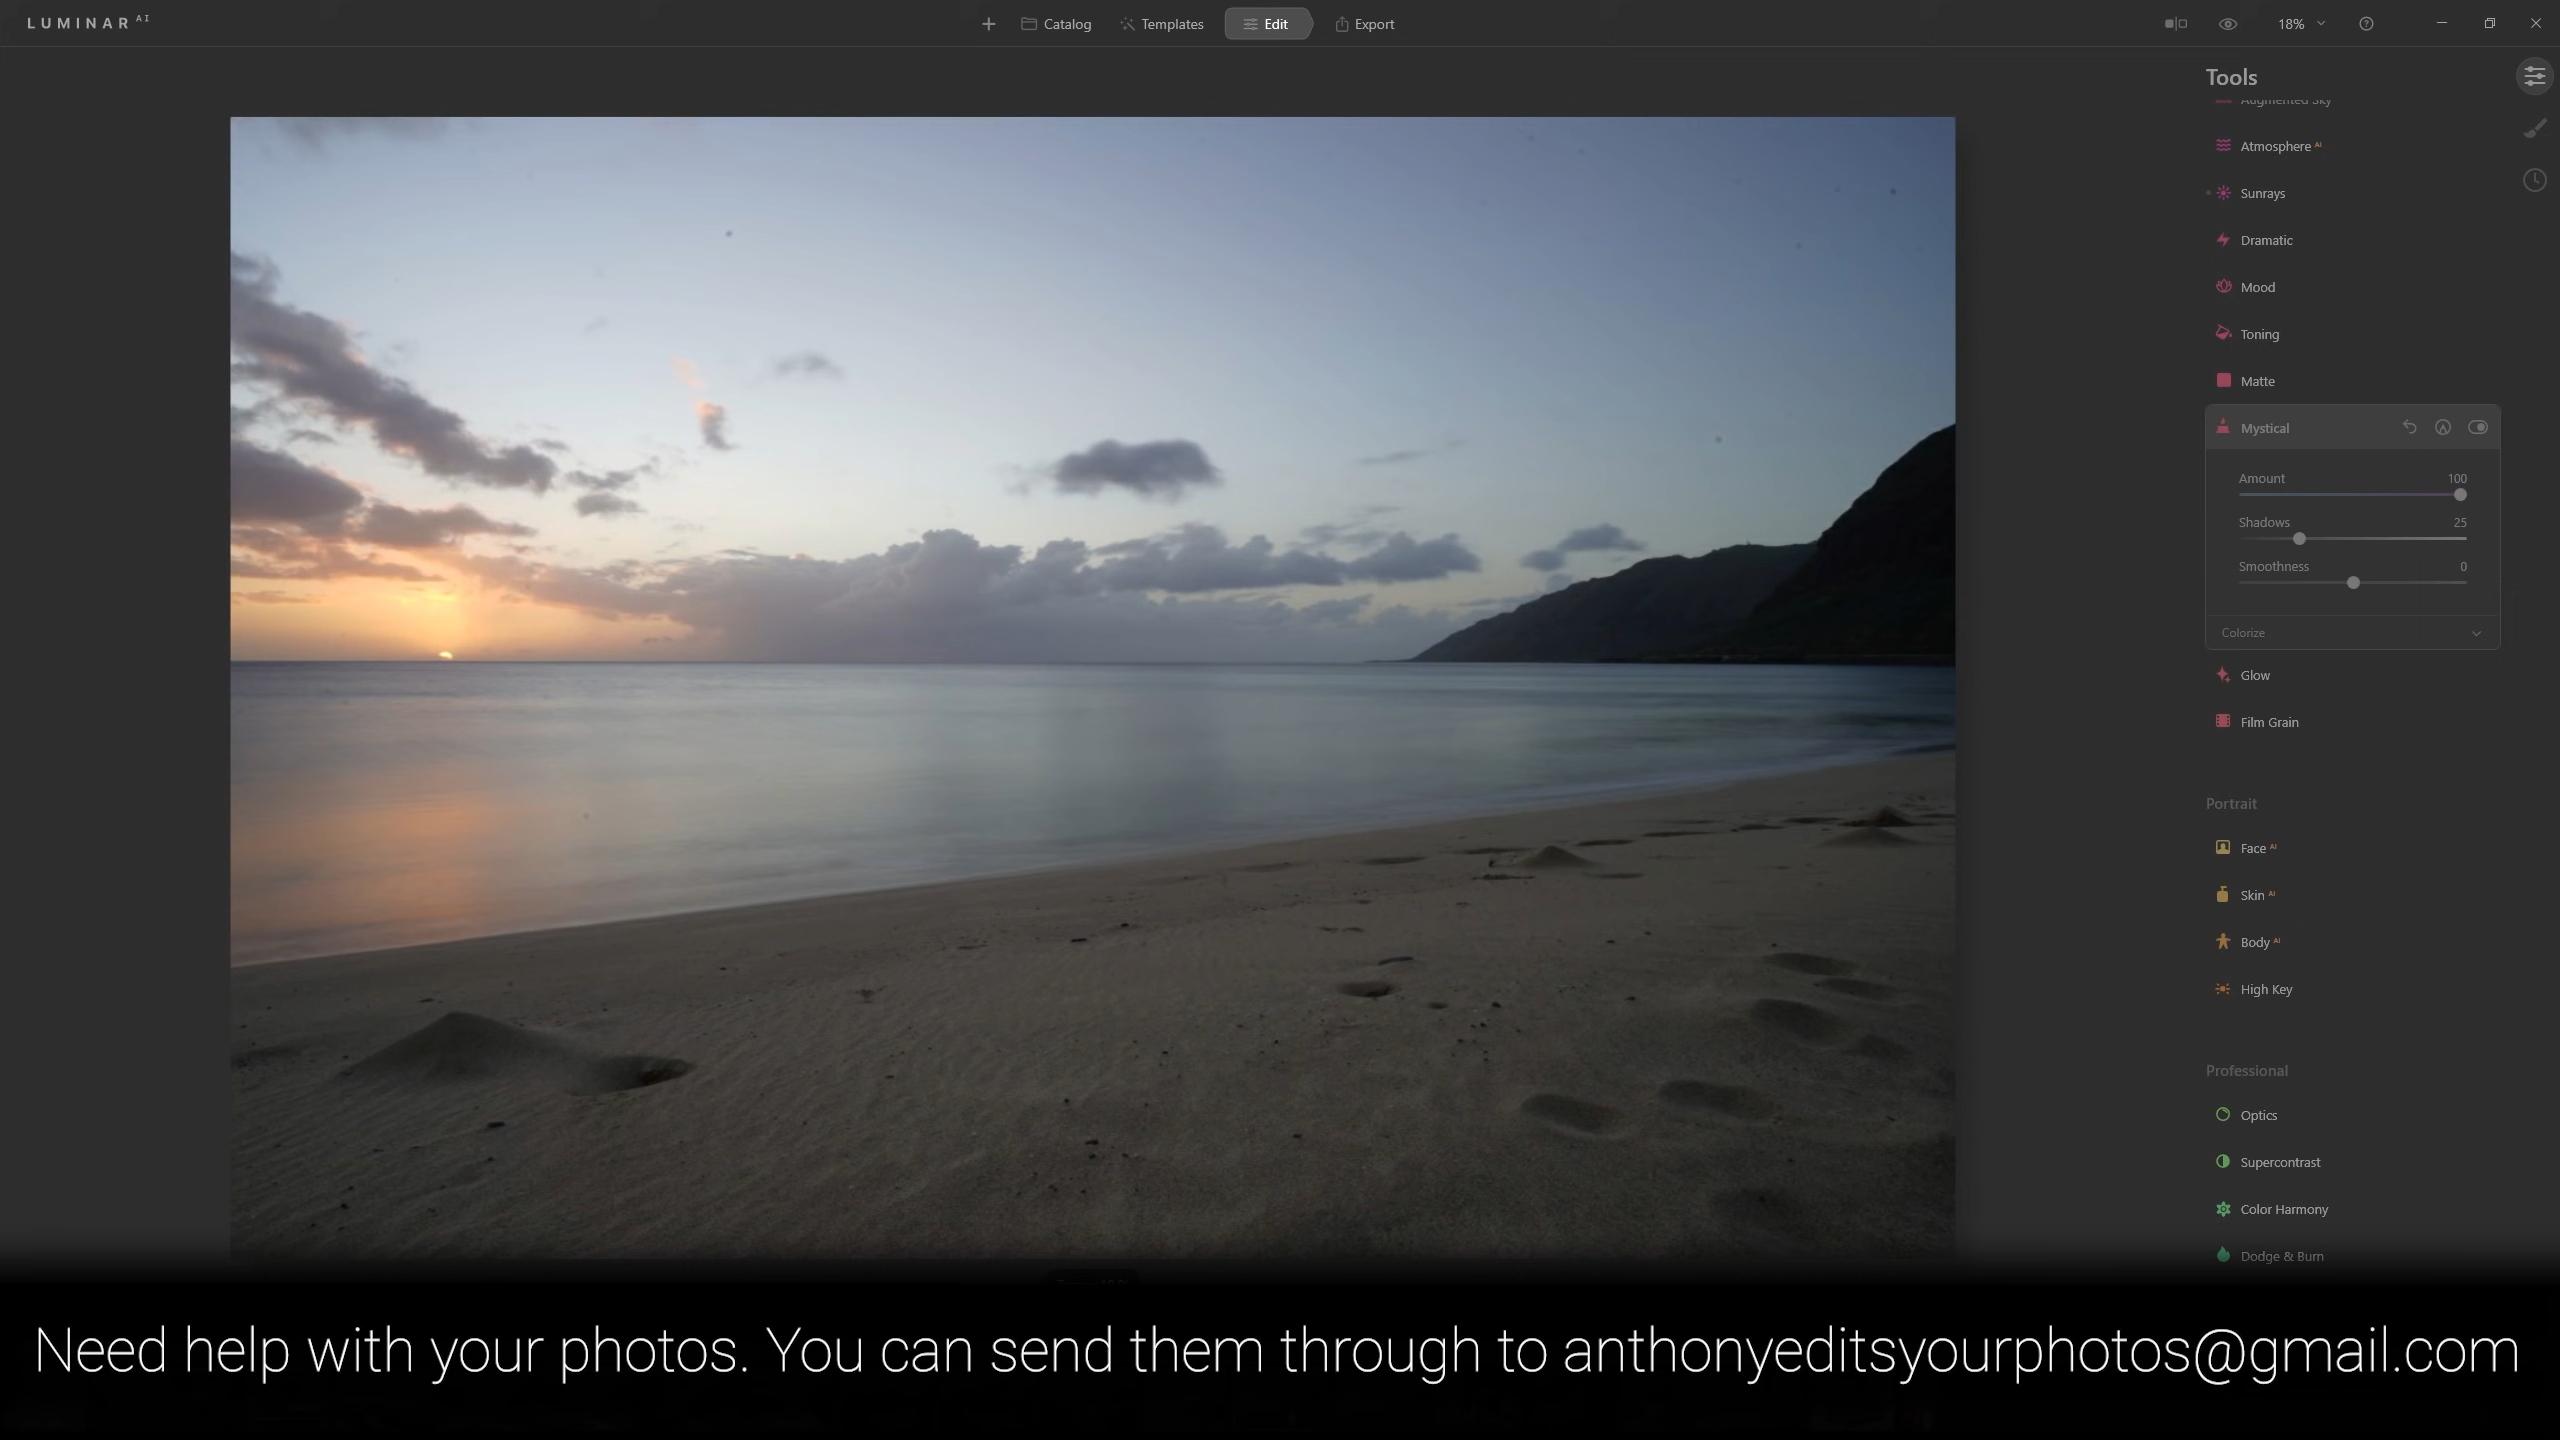 LUMINAR AI
Catalog
Templates
Edit
Export
18%
Tools
Augmented Sky
Atmosphere AI
Sunrays
Dramatic
Mood
Toning
Matte
Mystical
Amount 100
Shadows 25
Smoothness 0
Colorize
Glow
Film Grain
Portrait
Face AI
Skin AI
Body AI
High Key
Professional
Optics
Supercontrast
Color Harmony
Dodge & Burn
Need help with your photos. You can send them through to anthonyeditsyourphotos@gmail.com